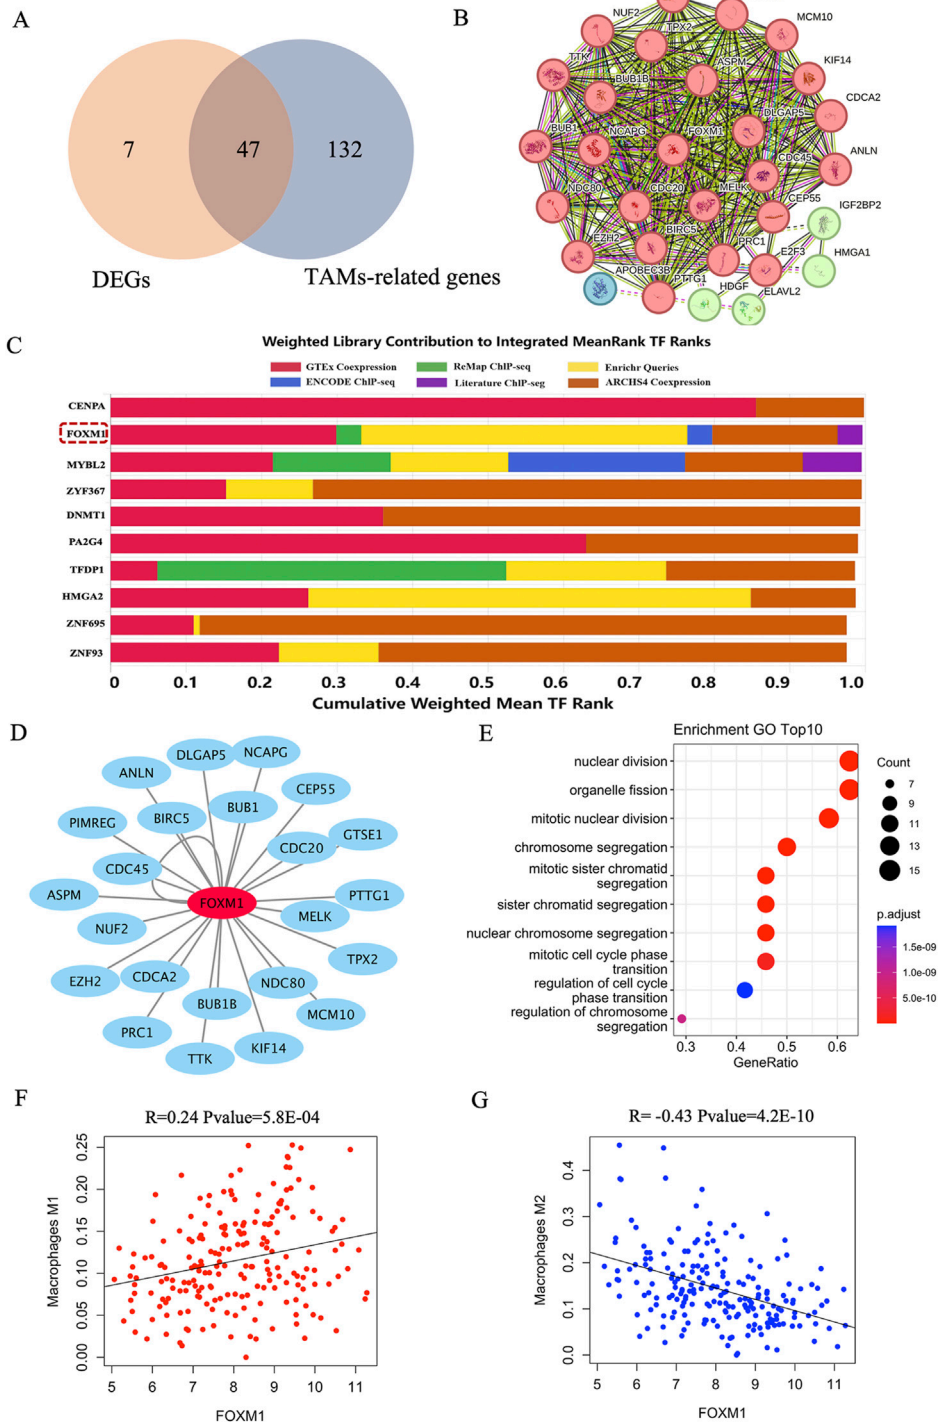 A
7
47
132
DEGs
TAMs-related genes
B
NUF2
TPX2
MCM10
TTK
ASPM
KIF14
BUB1B
CDCA2
DLGAP5
BUB1
NCAPG
FOXM1
ANLN
CDC45
NDC80
CDC20
MELK
CEP55
IGF2BP2
BIRC5
EZH2
PRC1
E2F3
HMGA1
APOBEC3B
PTTG1
HDGF
ELAVL2
C
Weighted Library Contribution to Integrated MeanRank TF Ranks
GTEx Coexpression
ReMap ChIP-seq
Enrichr Queries
ENCODE ChIP-seq
Literature ChIP-seg
ARCHS4 Coexpression
CENPA
FOXM1
MYBL2
ZYF367
DNMT1
PA2G4
TFDP1
HMGA2
ZNF695
ZNF93
0 0.1 0.2 0.3 0.4 0.5 0.6 0.7 0.8 0.9 1.0
Cumulative Weighted Mean TF Rank
D
DLGAP5
NCAPG
ANLN
CEP55
BIRC5
BUB1
PIMREG
GTSE1
CDC20
CDC45
ASPM
FOXM1
PTTG1
MELK
NUF2
TPX2
EZH2
CDCA2
NDC80
BUB1B
MCM10
PRC1
KIF14
TTK
E
Enrichment GO Top10
nuclear division
organelle fission
mitotic nuclear division
chromosome segregation
mitotic sister chromatid
segregation
sister chromatid segregation
nuclear chromosome segregation
mitotic cell cycle phase
transition
regulation of cell cycle
phase transition
regulation of chromosome
segregation
0.3 0.4 0.5 0.6
GeneRatio
Count
7
9
11
13
15
p.adjust
1.5e-09
1.0e-09
5.0e-10
F
R=0.24 Pvalue=5.8E-04
Macrophages M1
0.25
0.20
0.15
0.10
0.05
0.00
5 6 7 8 9 10 11
FOXM1
G
R= -0.43 Pvalue=4.2E-10
Macrophages M2
0.4
0.3
0.2
0.1
0.0
5 6 7 8 9 10 11
FOXM1